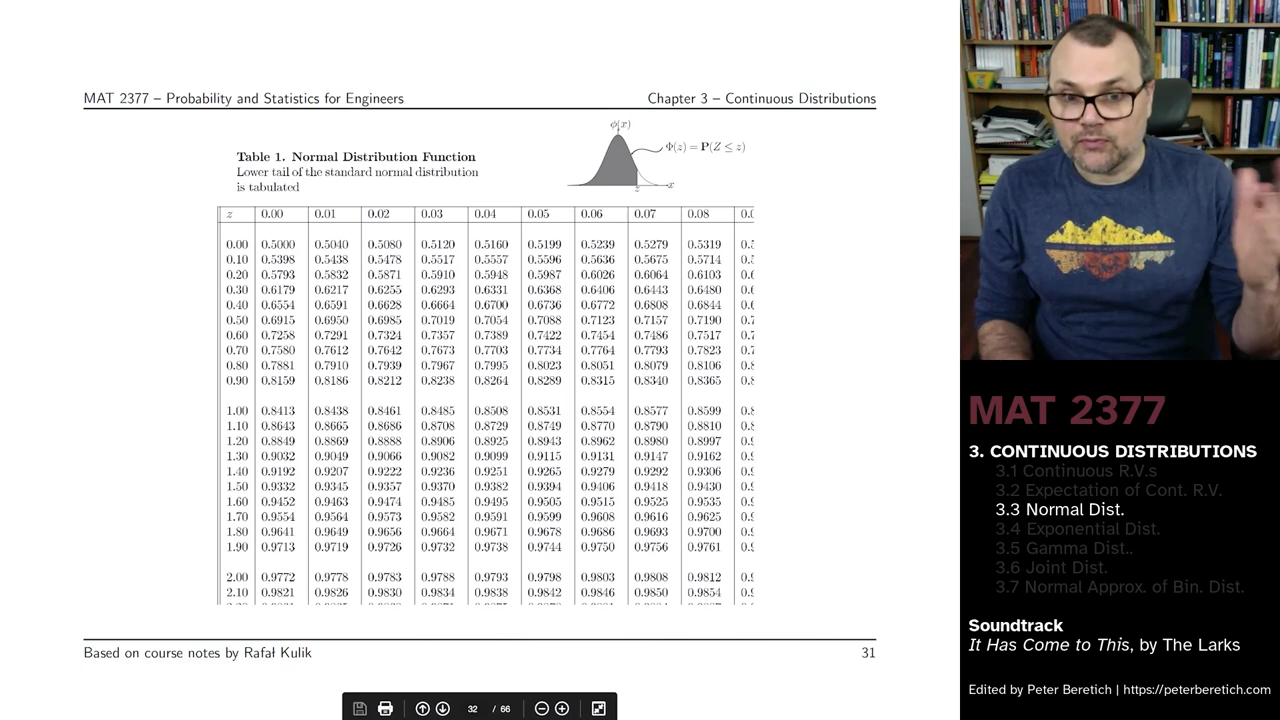 MAT 2377 – Probability and Statistics for Engineers
Chapter 3 – Continuous Distributions
Table 1. Normal Distribution Function
Lower tail of the standard normal distribution
is tabulated
ϕ(x)
Φ(z) = P(Z ≤ z)
z
x
z 0.00 0.01 0.02 0.03 0.04 0.05 0.06 0.07 0.08
0.00 0.5000 0.5040 0.5080 0.5120 0.5160 0.5199 0.5239 0.5279 0.5319
0.10 0.5398 0.5438 0.5478 0.5517 0.5557 0.5596 0.5636 0.5675 0.5714
0.20 0.5793 0.5832 0.5871 0.5910 0.5948 0.5987 0.6026 0.6064 0.6103
0.30 0.6179 0.6217 0.6255 0.6293 0.6331 0.6368 0.6406 0.6443 0.6480
0.40 0.6554 0.6591 0.6628 0.6664 0.6700 0.6736 0.6772 0.6808 0.6844
0.50 0.6915 0.6950 0.6985 0.7019 0.7054 0.7088 0.7123 0.7157 0.7190
0.60 0.7258 0.7291 0.7324 0.7357 0.7389 0.7422 0.7454 0.7486 0.7517
0.70 0.7580 0.7612 0.7642 0.7673 0.7703 0.7734 0.7764 0.7793 0.7823
0.80 0.7881 0.7910 0.7939 0.7967 0.7995 0.8023 0.8051 0.8079 0.8106
0.90 0.8159 0.8186 0.8212 0.8238 0.8264 0.8289 0.8315 0.8340 0.8365
1.00 0.8413 0.8438 0.8461 0.8485 0.8508 0.8531 0.8554 0.8577 0.8599
1.10 0.8643 0.8665 0.8686 0.8708 0.8729 0.8749 0.8770 0.8790 0.8810
1.20 0.8849 0.8869 0.8888 0.8906 0.8925 0.8943 0.8962 0.8980 0.8997
1.30 0.9032 0.9049 0.9066 0.9082 0.9099 0.9115 0.9131 0.9147 0.9162
1.40 0.9192 0.9207 0.9222 0.9236 0.9251 0.9265 0.9279 0.9292 0.9306
1.50 0.9332 0.9345 0.9357 0.9370 0.9382 0.9394 0.9406 0.9418 0.9430
1.60 0.9452 0.9463 0.9474 0.9485 0.9495 0.9505 0.9515 0.9525 0.9535
1.70 0.9554 0.9564 0.9573 0.9582 0.9591 0.9599 0.9608 0.9616 0.9625
1.80 0.9641 0.9649 0.9656 0.9664 0.9671 0.9678 0.9686 0.9693 0.9700
1.90 0.9713 0.9719 0.9726 0.9732 0.9738 0.9744 0.9750 0.9756 0.9761
2.00 0.9772 0.9778 0.9783 0.9788 0.9793 0.9798 0.9803 0.9808 0.9812
2.10 0.9821 0.9826 0.9830 0.9834 0.9838 0.9842 0.9846 0.9850 0.9854
Based on course notes by Rafał Kulik
31
32 / 66
MAT 2377
3. CONTINUOUS DISTRIBUTIONS
3.1 Continuous R.V.s
3.2 Expectation of Cont. R.V.
3.3 Normal Dist.
3.4 Exponential Dist.
3.5 Gamma Dist..
3.6 Joint Dist.
3.7 Normal Approx. of Bin. Dist.
Soundtrack
It Has Come to This, by The Larks
Edited by Peter Beretich | https://peterberetich.com